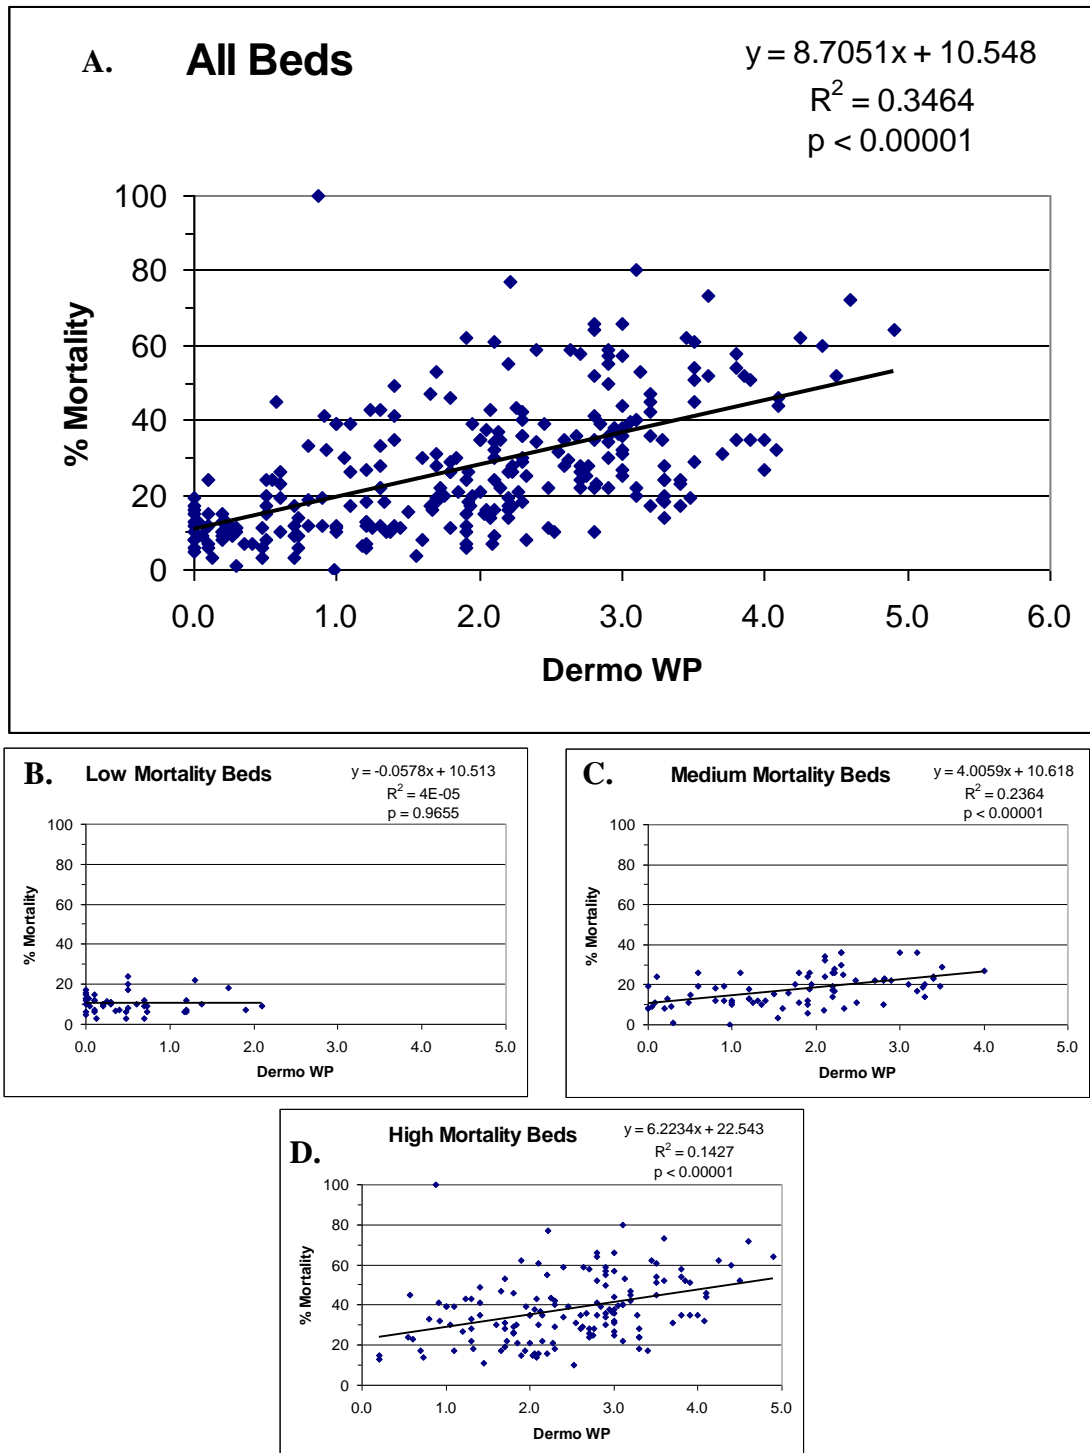 A. All Beds
y = 8.7051x + 10.548
R² = 0.3464
p < 0.00001
% Mortality
100
80
60
40
20
0
0.0 1.0 2.0 3.0 4.0 5.0 6.0
Dermo WP
B. Low Mortality Beds
y = -0.0578x + 10.513
R² = 4E-05
p = 0.9655
% Mortality
100
80
60
40
20
0
0.0 1.0 2.0 3.0 4.0 5.0
Dermo WP
C. Medium Mortality Beds
y = 4.0059x + 10.618
R² = 0.2364
p < 0.00001
% Mortality
100
80
60
40
20
0
0.0 1.0 2.0 3.0 4.0 5.0
Dermo WP
D. High Mortality Beds
y = 6.2234x + 22.543
R² = 0.1427
p < 0.00001
% Mortality
100
80
60
40
20
0
0.0 1.0 2.0 3.0 4.0 5.0
Dermo WP